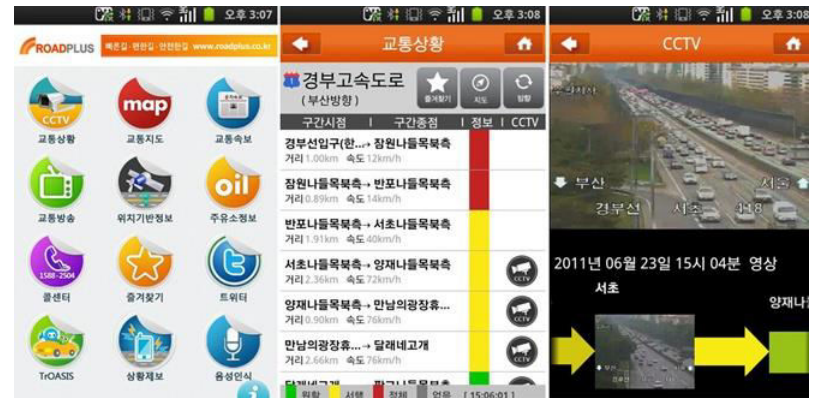 오후 3:07
ROADPLUS 빠른길·편한길·안전한길 www.roadplus.co.kr
CCTV map
교통상황 교통지도 교통속보
oil
교통방송 위치기반정보 주유소정보
1588-2504
콜센터 즐겨찾기 트위터
TrOASIS 상황제보 음성인식
오후 3:08
교통상황
경부고속도로
(부산방향)
즐겨찾기 지도 방향
구간시점 | 구간종점 | 정보 | CCTV
경부선입구(한...→ 잠원나들목북측
거리 1.00km 속도 12km/h
잠원나들목북측→ 반포나들목북측
거리 0.89km 속도 14km/h
반포나들목북측→ 서초나들목북측
거리 1.91km 속도 40km/h
서초나들목북측→ 양재나들목북측
거리 2.36km 속도 72km/h
CCTV
양재나들목북측→ 만남의광장휴...
거리 0.90km 속도 76km/h
CCTV
만남의광장휴...→ 달래네고개
거리 2.66km 속도 76km/h
CCTV
원활 서행 정체 없음 [15:06:01]
오후 3:08
CCTV
부산 서울
경부선 서초 418
2011년 06월 23일 15시 04분 영상
서초
양재나